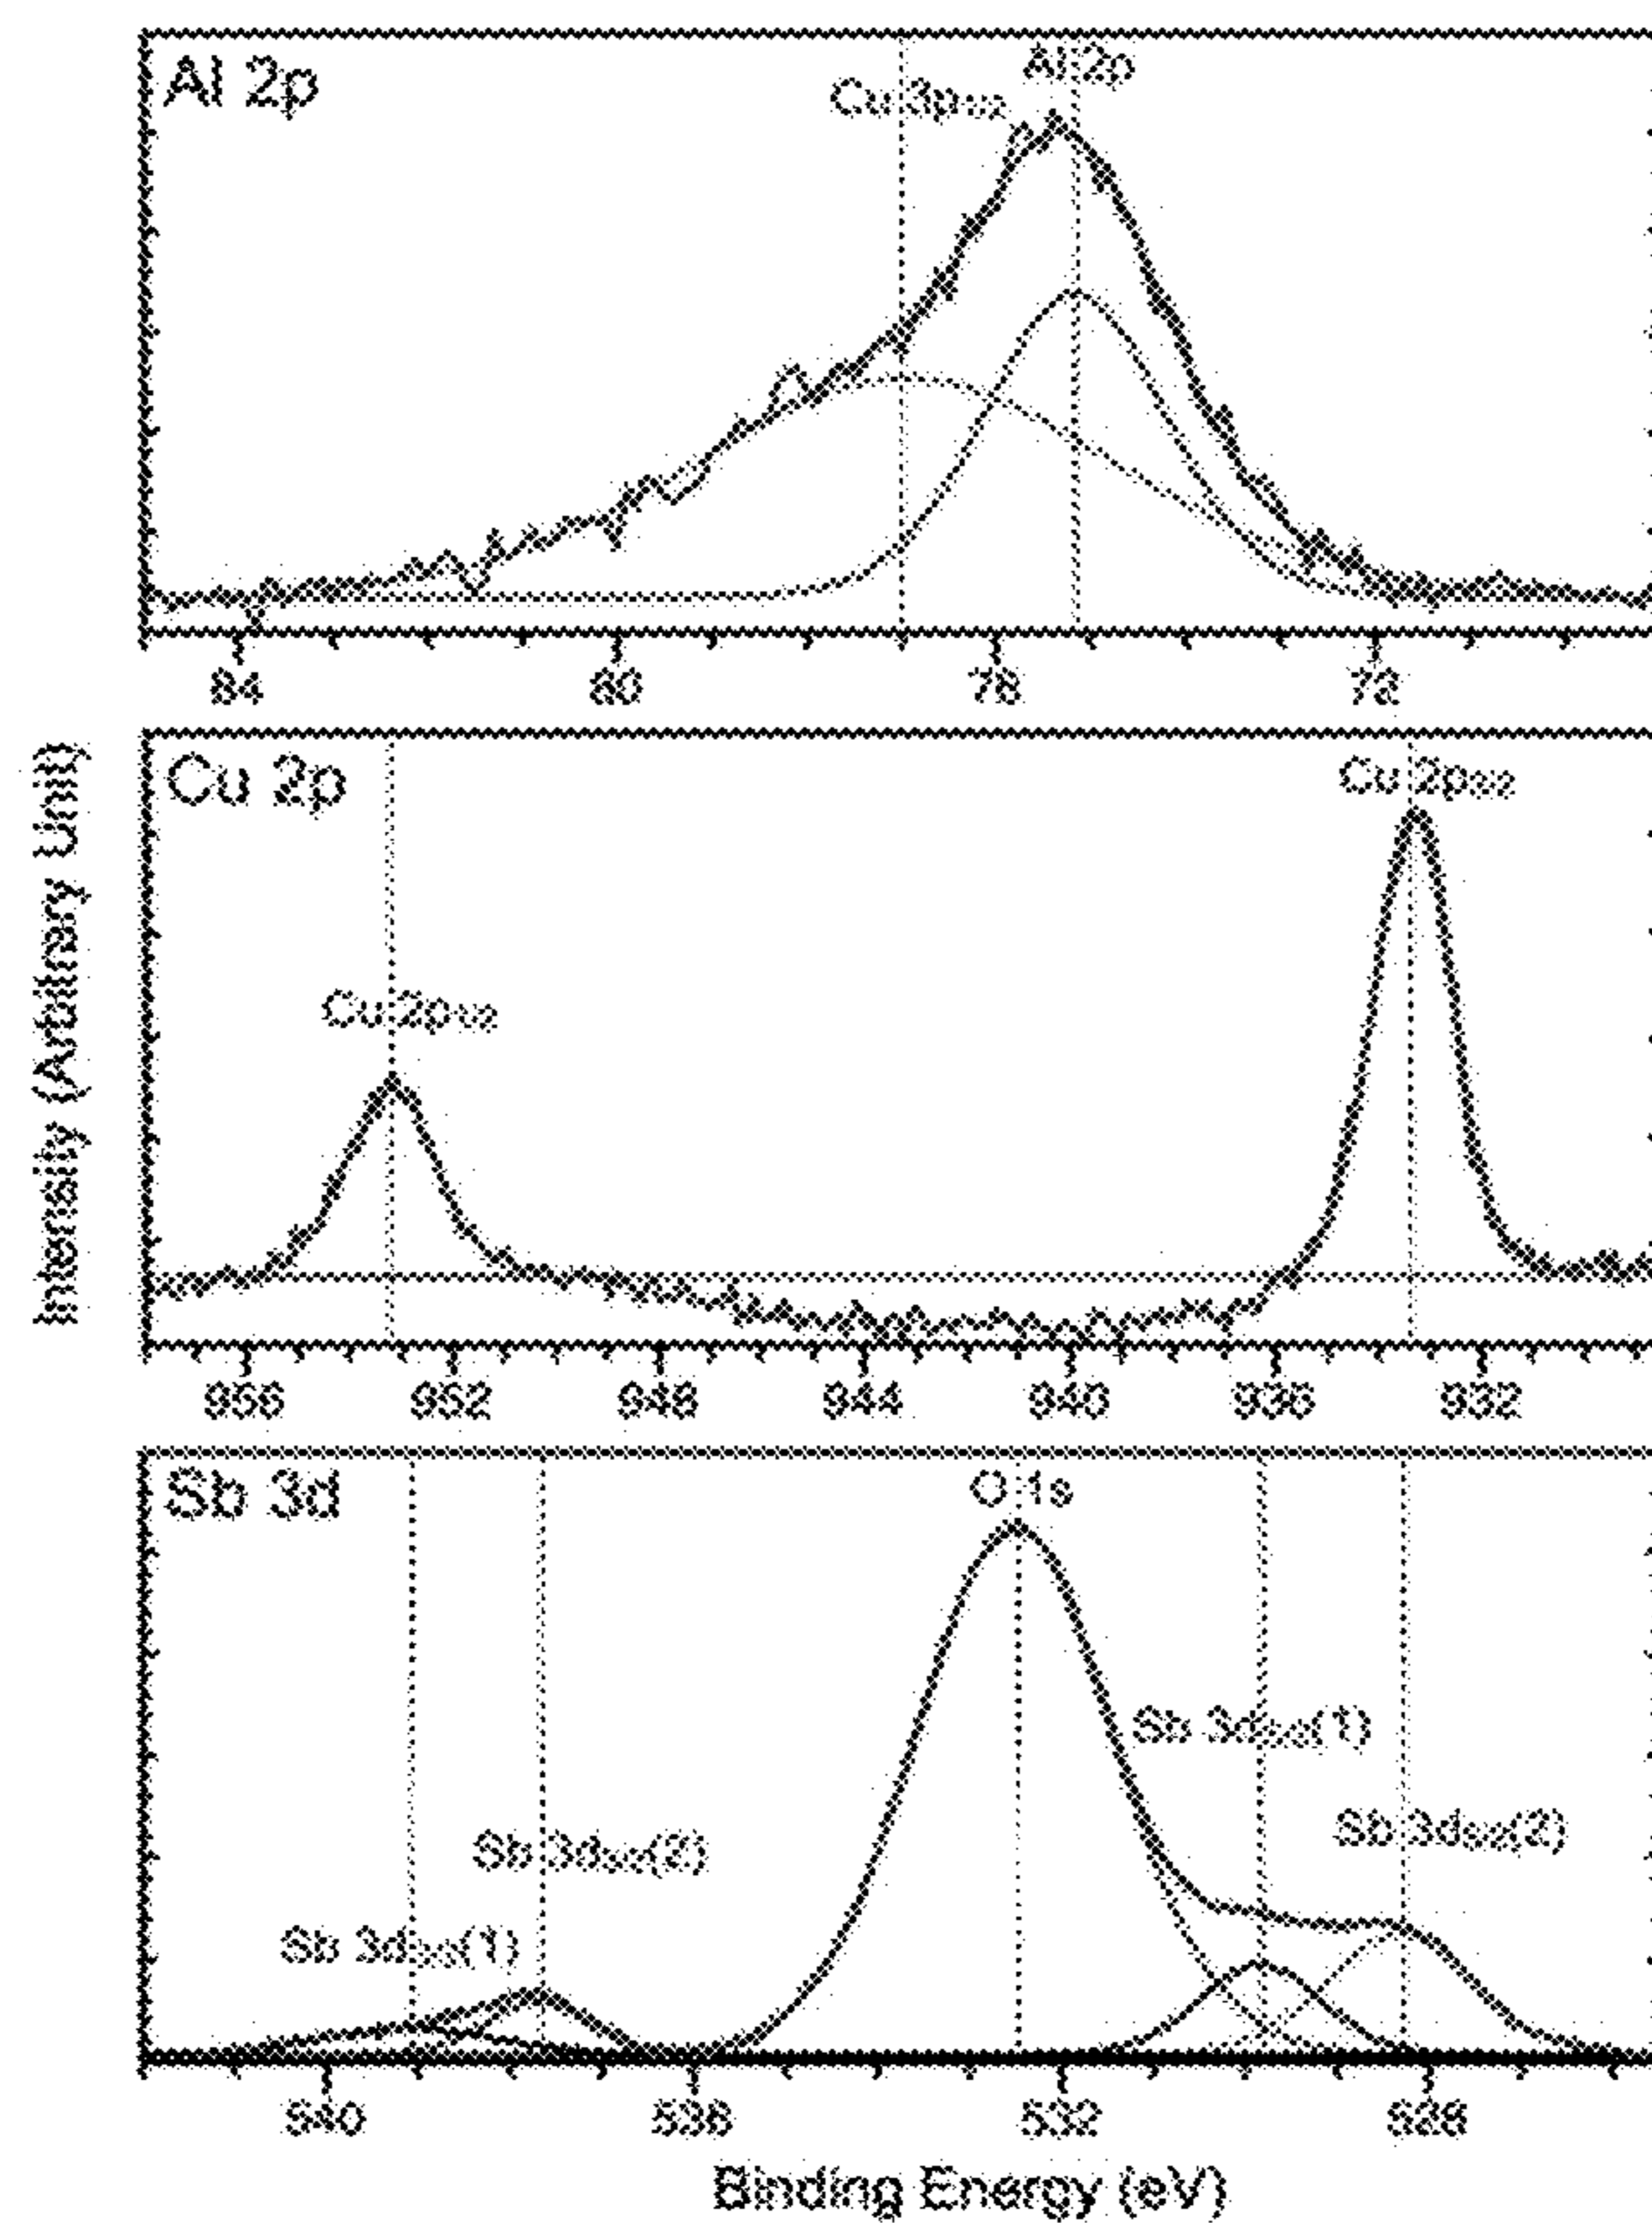 Al 2p
Al 2p
Cu 3p1/2
84 80 76 72
Cu 2p
Cu 2p3/2
Cu 2p1/2
956 952 948 944 940 936 932
Intensity (Arbitrary Unit)
Sb 3d
O 1s
Sb 3d5/2(1)
Sb 3d5/2(2)
Sb 3d3/2(2)
Sb 3d3/2(1)
540 536 532 528
Binding Energy (eV)